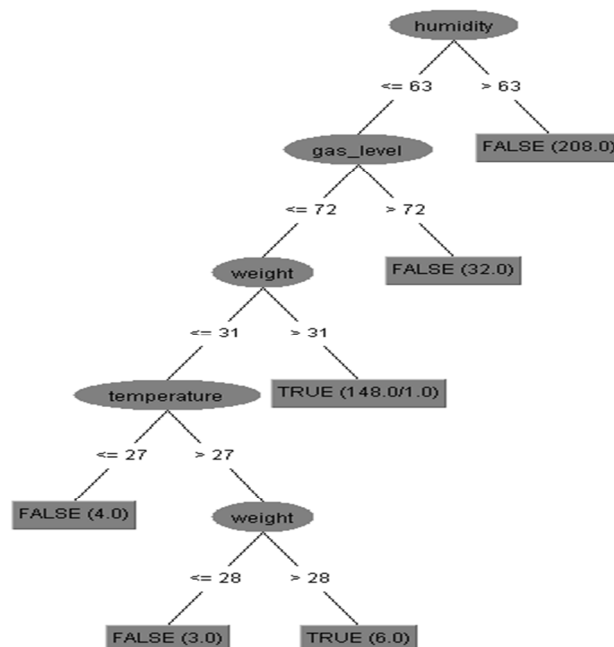 humidity
<= 63 > 63
gas_level FALSE (208.0)
<= 72 > 72
weight FALSE (32.0)
<= 31 > 31
temperature TRUE (148.0/1.0)
<= 27 > 27
FALSE (4.0) weight
<= 28 > 28
FALSE (3.0) TRUE (6.0)